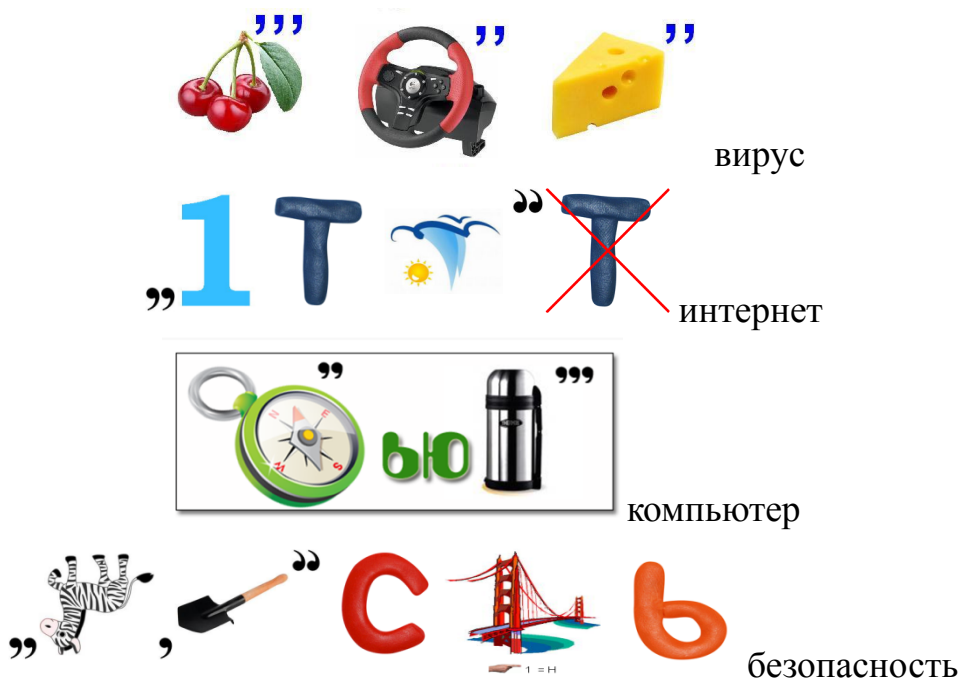 ,,, ,, ,,
вирус
,, 1 Т ,, Т
интернет
,, ью ,,,
компьютер
,, , ,, С Ь
1 = Н
безопасность